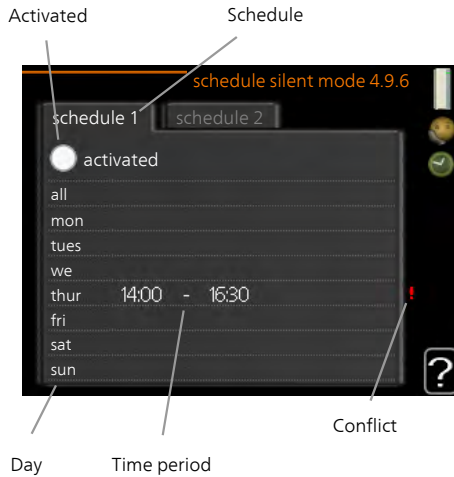 Activated Schedule
schedule silent mode 4.9.6
schedule 1 schedule 2
activated
all
mon
tues
we
thur 14:00 - 16:30 !
fri
sat
sun
?
Conflict
Day Time period